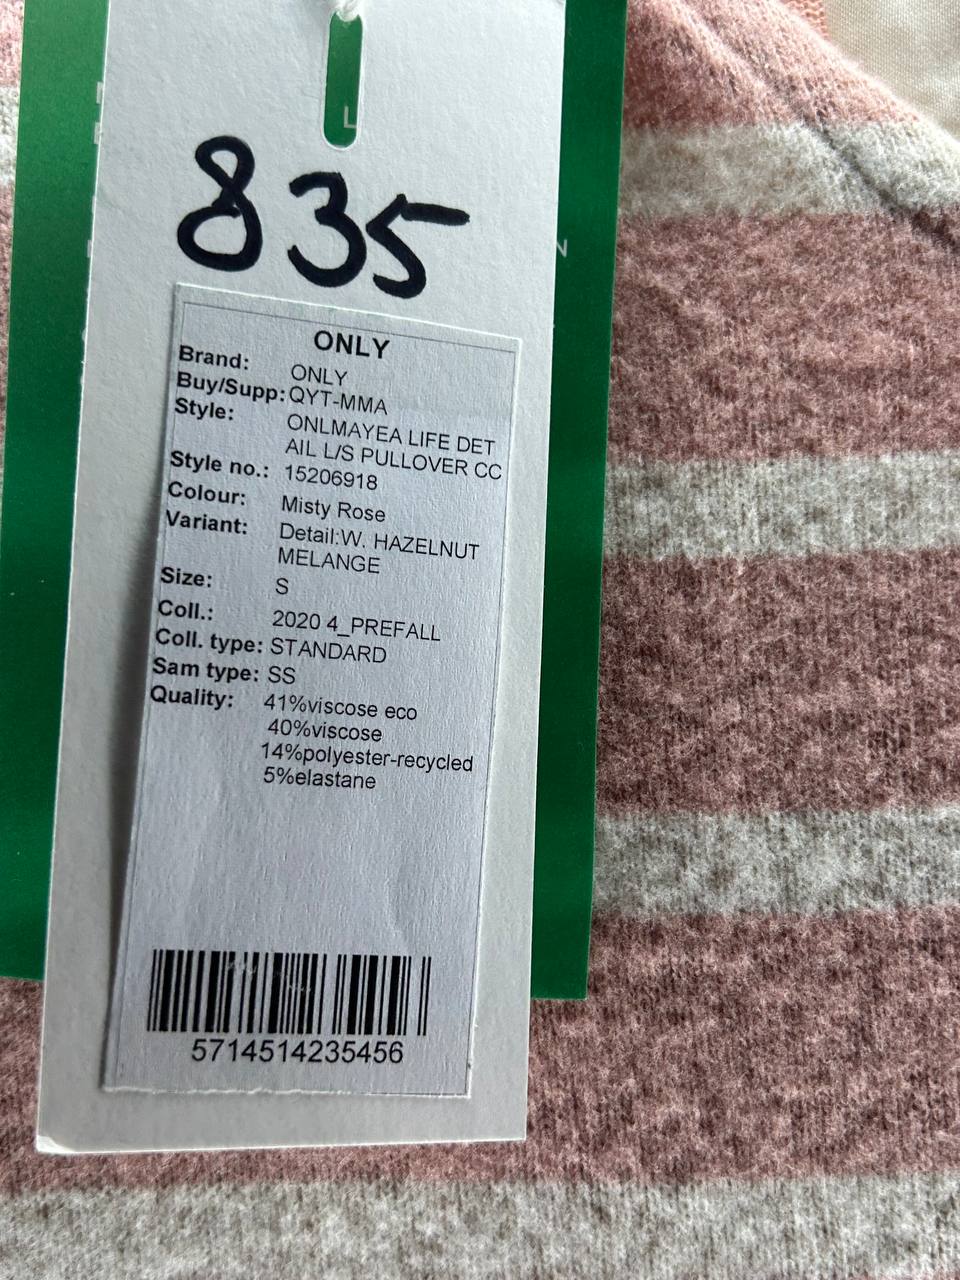 L
835
N
ONLY
Brand: ONLY
Buy/Supp: QYT-MMA
Style: ONLMAYEA LIFE DET
AIL L/S PULLOVER CC
Style no.: 15206918
Colour: Misty Rose
Variant: Detail:W. HAZELNUT
MELANGE
Size: S
Coll.: 2020 4_PREFALL
Coll. type: STANDARD
Sam type: SS
Quality: 41%viscose eco
40%viscose
14%polyester-recycled
5%elastane
5714514235456